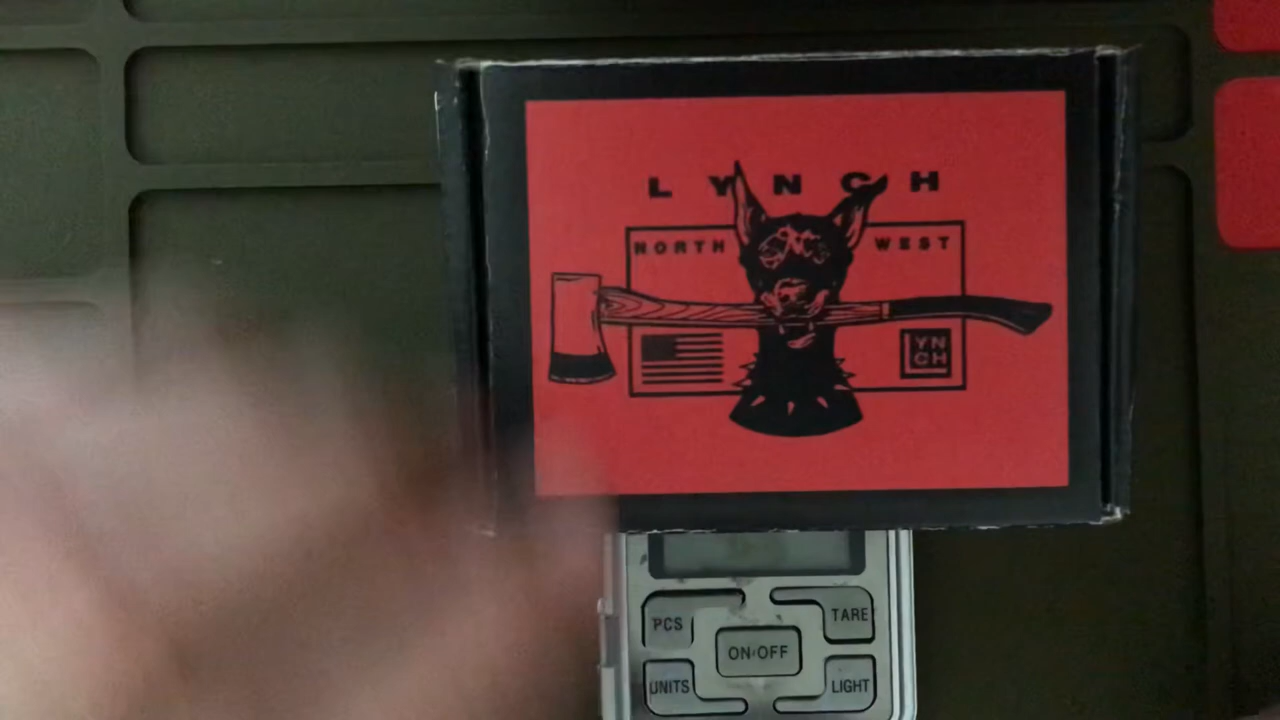 LYNCH
NORTH WEST
LYN
CH
PCS
TARE
ON/OFF
UNITS
LIGHT